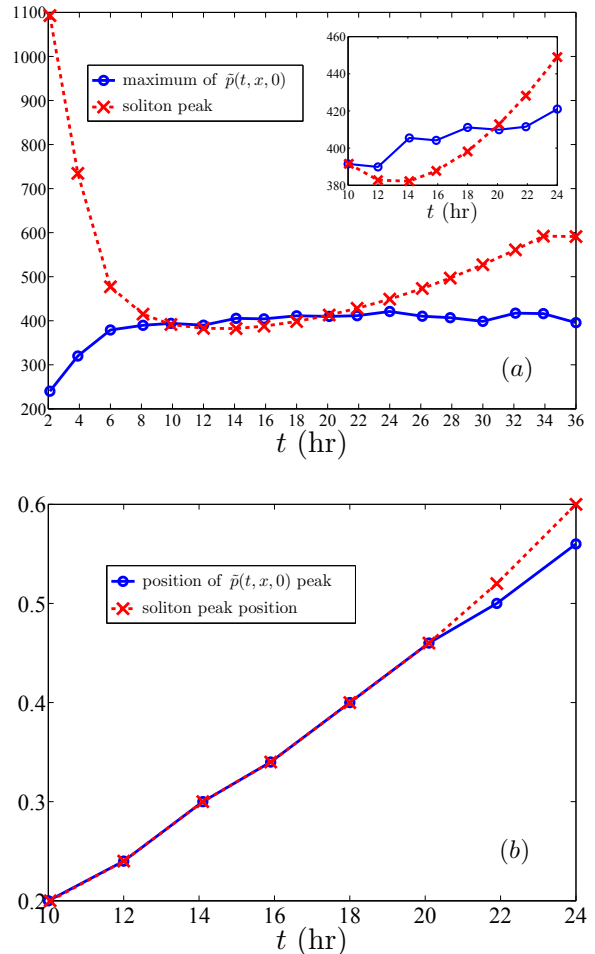 1100
1000
900
800
700
600
500
400
300
200
maximum of p̃(t, x, 0)
soliton peak
460
440
420
400
380
10 12 14 16 18 20 22 24
t (hr)
(a)
2 4 6 8 10 12 14 16 18 20 22 24 26 28 30 32 34 36
t (hr)
0.6
0.5
0.4
0.3
0.2
position of p̃(t, x, 0) peak
soliton peak position
(b)
10 12 14 16 18 20 22 24
t (hr)